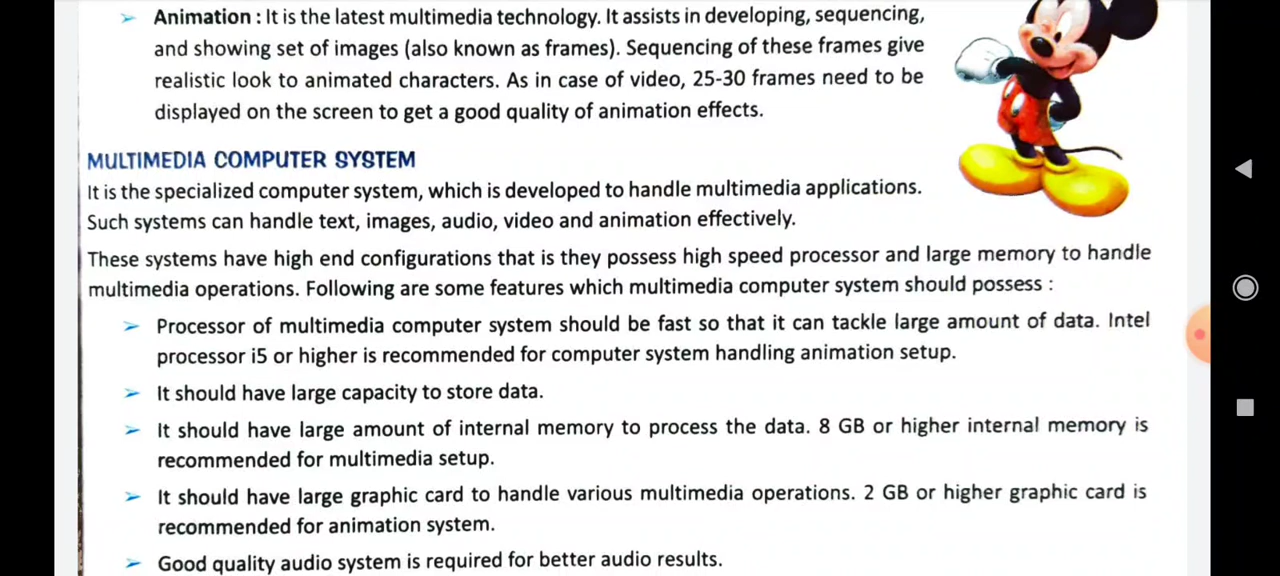 ➢ Animation : It is the latest multimedia technology. It assists in developing, sequencing,
and showing set of images (also known as frames). Sequencing of these frames give
realistic look to animated characters. As in case of video, 25-30 frames need to be
displayed on the screen to get a good quality of animation effects.
MULTIMEDIA COMPUTER SYSTEM
It is the specialized computer system, which is developed to handle multimedia applications.
Such systems can handle text, images, audio, video and animation effectively.
These systems have high end configurations that is they possess high speed processor and large memory to handle
multimedia operations. Following are some features which multimedia computer system should possess :
➢ Processor of multimedia computer system should be fast so that it can tackle large amount of data. Intel
processor i5 or higher is recommended for computer system handling animation setup.
➢ It should have large capacity to store data.
➢ It should have large amount of internal memory to process the data. 8 GB or higher internal memory is
recommended for multimedia setup.
➢ It should have large graphic card to handle various multimedia operations. 2 GB or higher graphic card is
recommended for animation system.
➢ Good quality audio system is required for better audio results.